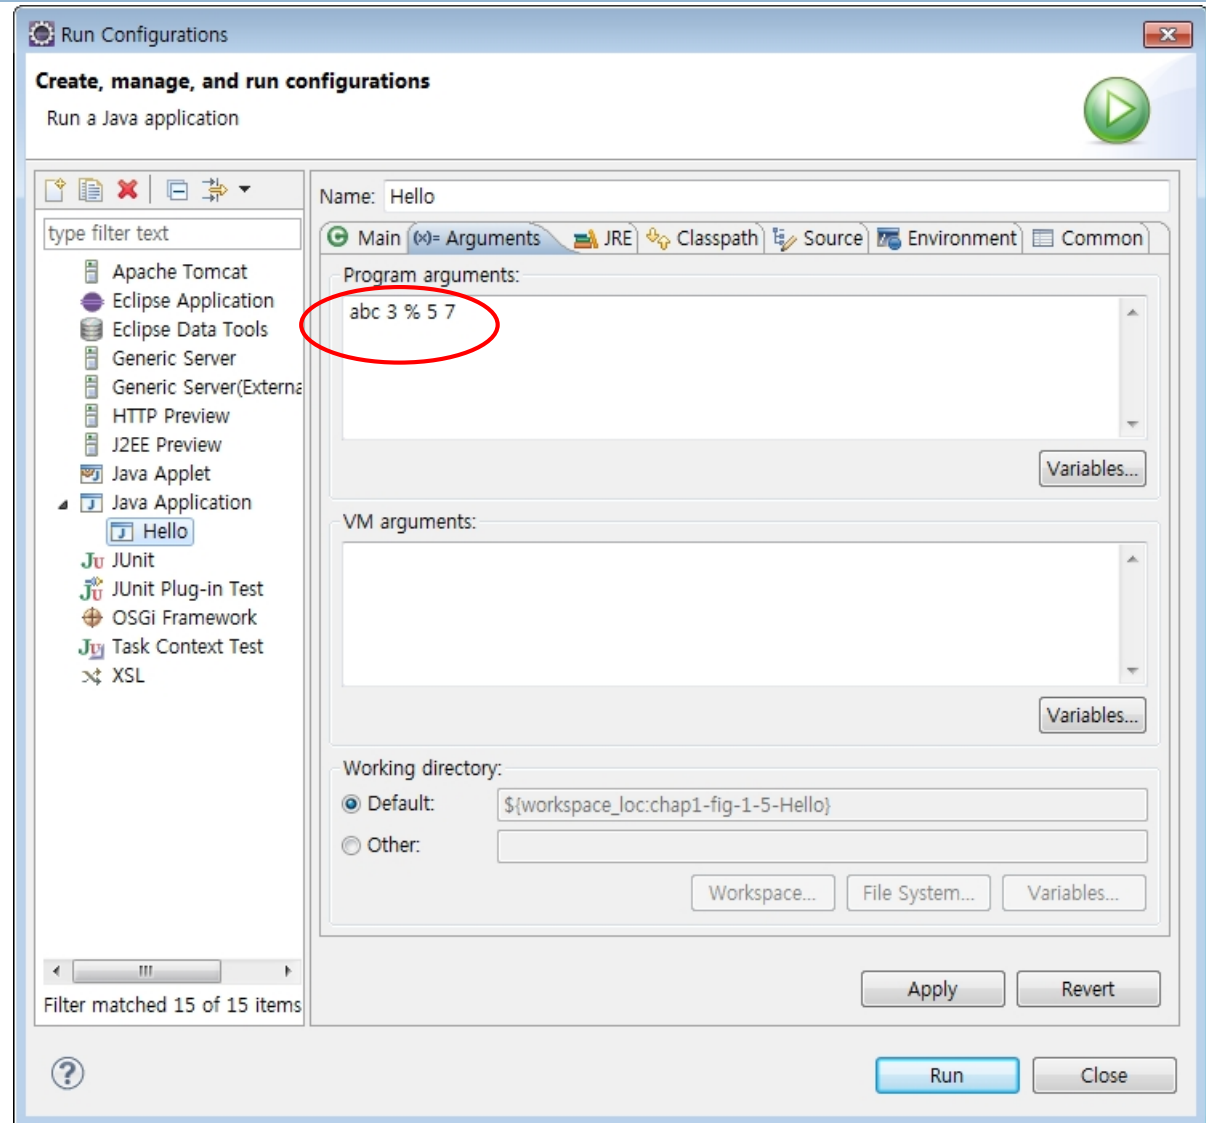 Run Configurations
Create, manage, and run configurations
Run a Java application
type filter text
Apache Tomcat
Eclipse Application
Eclipse Data Tools
Generic Server
Generic Server(Externa
HTTP Preview
J2EE Preview
Java Applet
Java Application
Hello
JUnit
JUnit Plug-in Test
OSGi Framework
Task Context Test
XSL
Filter matched 15 of 15 items
Name: Hello
Main (x)= Arguments JRE Classpath Source Environment Common
Program arguments:
abc 3 % 5 7
Variables...
VM arguments:
Variables...
Working directory:
Default: ${workspace_loc:chap1-fig-1-5-Hello}
Other:
Workspace... File System... Variables...
Apply Revert
Run Close